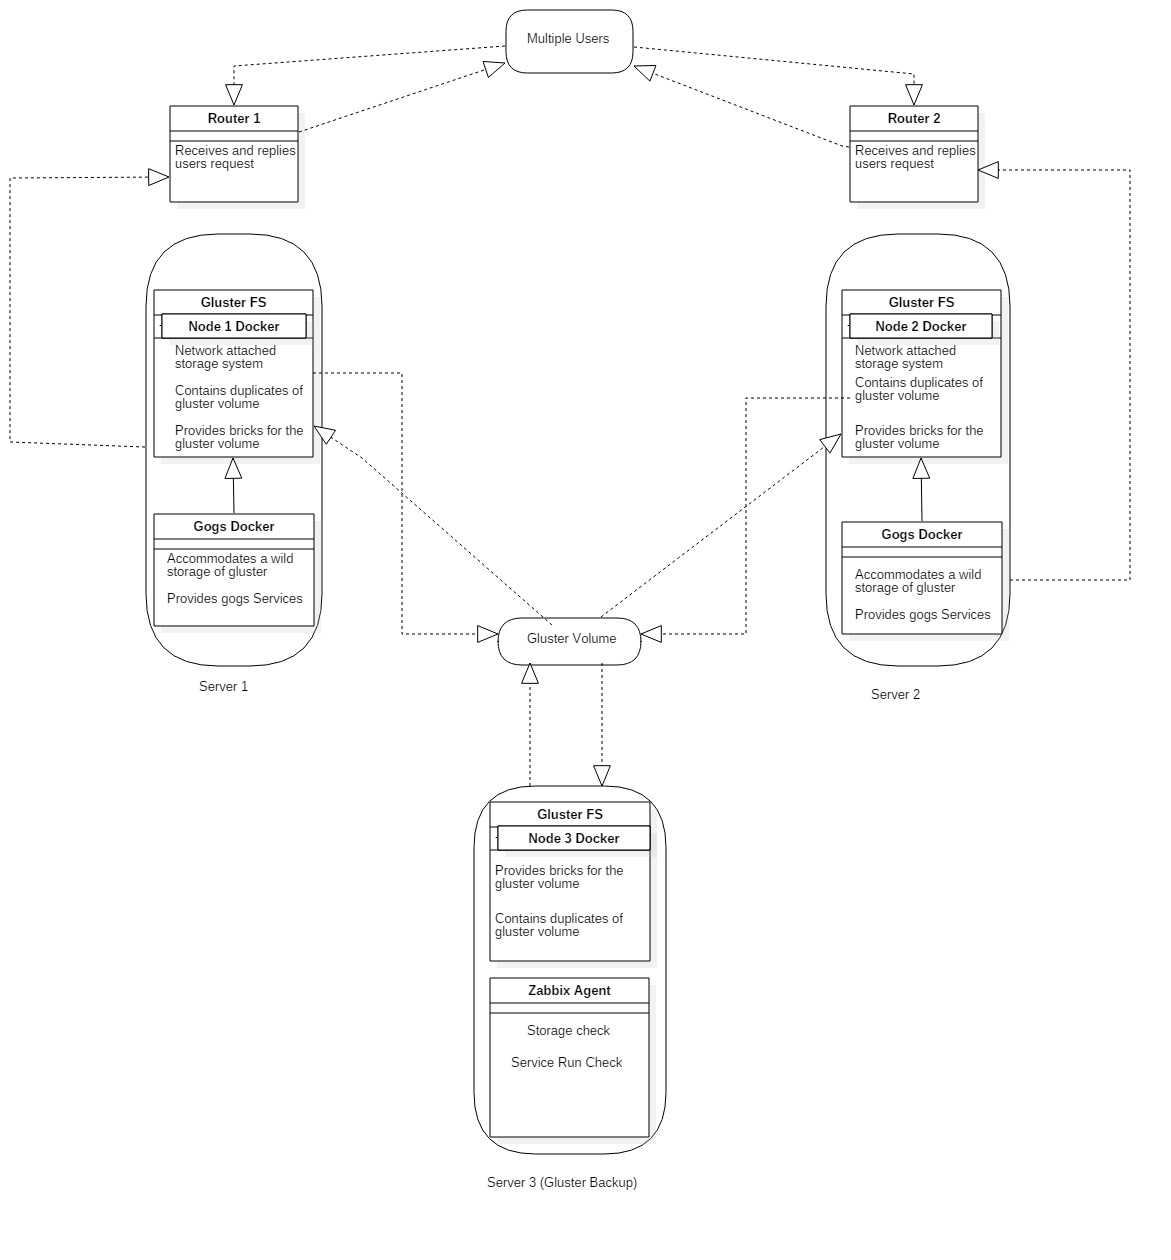 Multiple Users
Router 1
Receives and replies
users request
Router 2
Receives and replies
users request
Gluster FS
Node 1 Docker
Network attached
storage system
Contains duplicates of
gluster volume
Provides bricks for the
gluster volume
Gogs Docker
Accommodates a wild
storage of gluster
Provides gogs Services
Server 1
Gluster FS
Node 2 Docker
Network attached
storage system
Contains duplicates of
gluster volume
Provides bricks for the
gluster volume
Gogs Docker
Accommodates a wild
storage of gluster
Provides gogs Services
Server 2
Gluster Volume
Gluster FS
Node 3 Docker
Provides bricks for the
gluster volume
Contains duplicates of
gluster volume
Zabbix Agent
Storage check
Service Run Check
Server 3 (Gluster Backup)